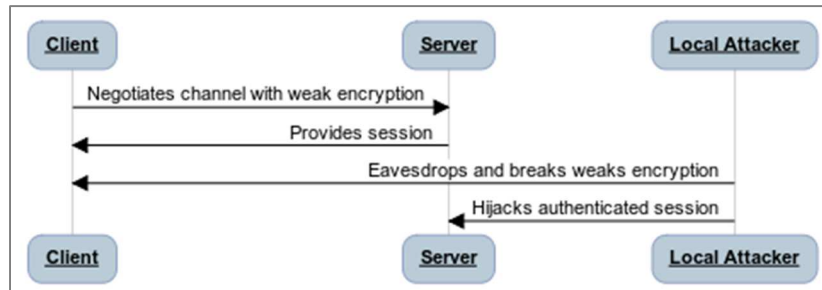 Client Server Local Attacker
Negotiates channel with weak encryption
Provides session
Eavesdrops and breaks weaks encryption
Hijacks authenticated session
Client Server Local Attacker